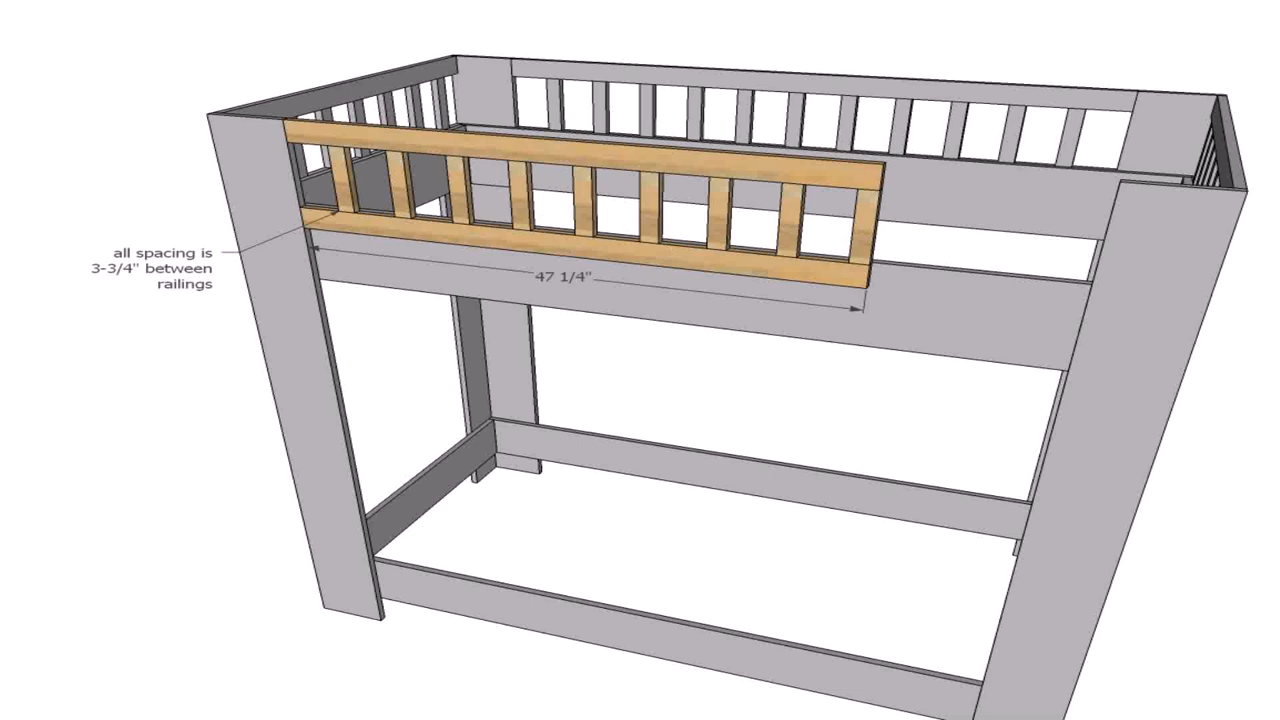 all spacing is
3-3/4" between
railings
47 1/4"